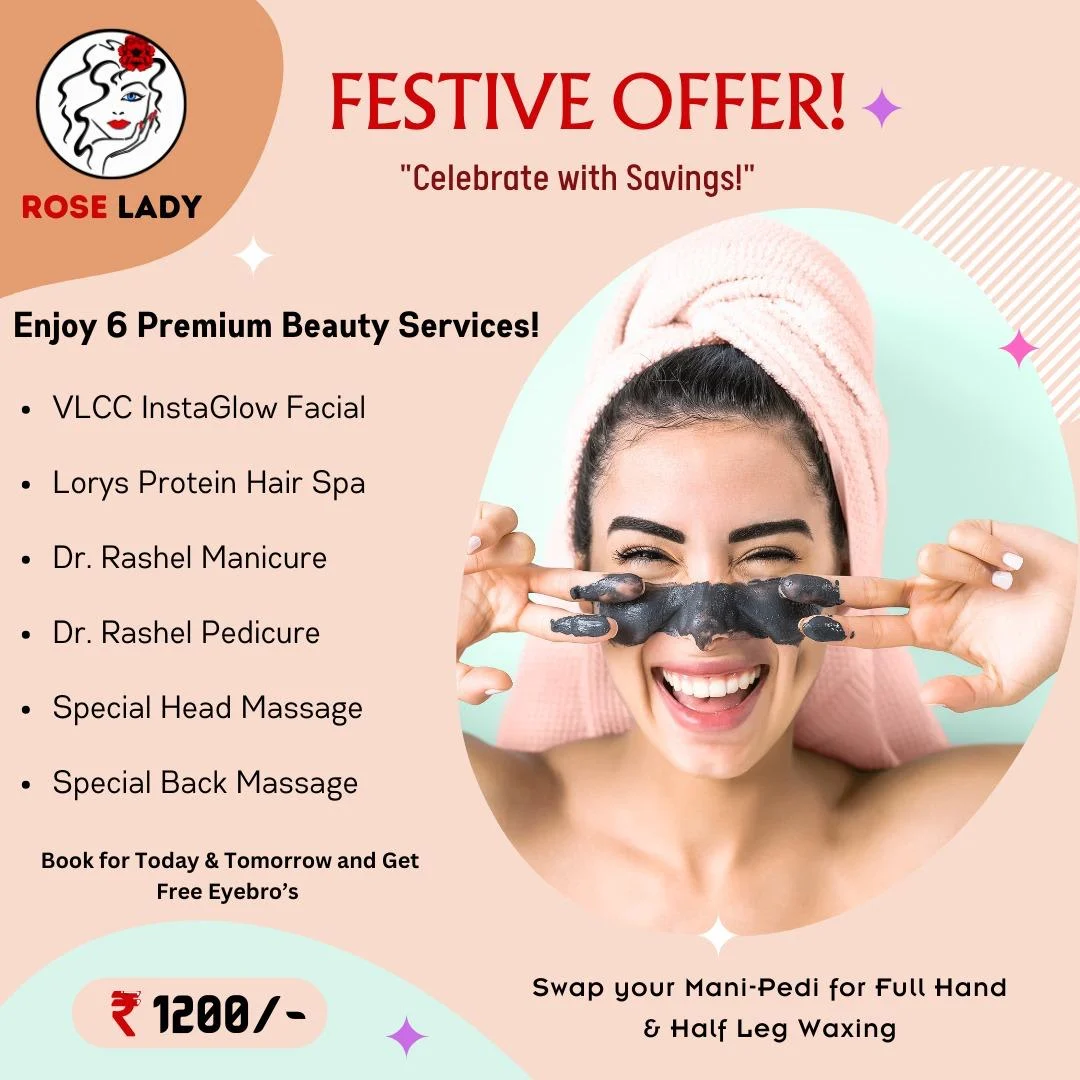 ROSE LADY
FESTIVE OFFER!
"Celebrate with Savings!"
Enjoy 6 Premium Beauty Services!
• VLCC InstaGlow Facial
• Lorys Protein Hair Spa
• Dr. Rashel Manicure
• Dr. Rashel Pedicure
• Special Head Massage
• Special Back Massage
Book for Today & Tomorrow and Get
Free Eyebro’s
₹ 1200/-
Swap your Mani-Pedi for Full Hand
& Half Leg Waxing